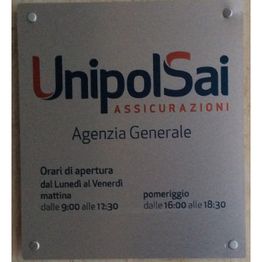 UnipolSai
ASSICURAZIONI
Agenzia Generale
Orari di apertura
dal Lunedì al Venerdì
mattina pomeriggio
dalle 9:00 alle 12:30 dalle 16:00 alle 18:30